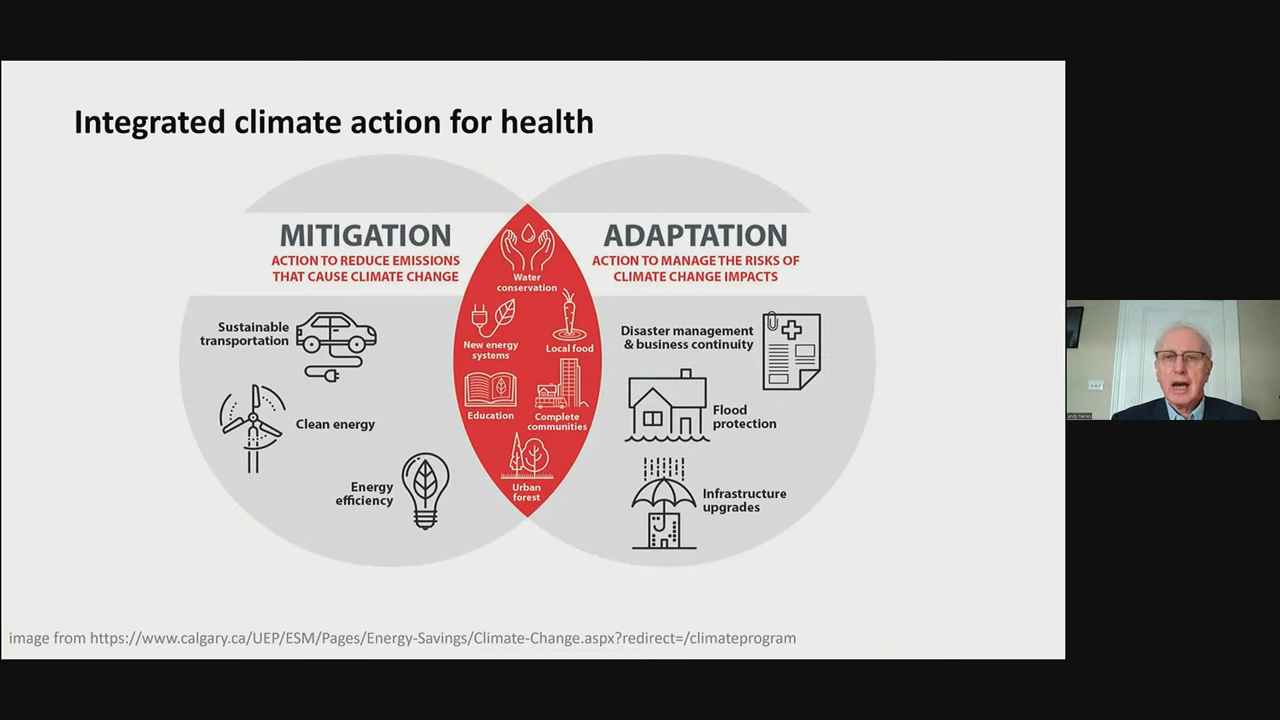 Integrated climate action for health
MITIGATION
ACTION TO REDUCE EMISSIONS
THAT CAUSE CLIMATE CHANGE
ADAPTATION
ACTION TO MANAGE THE RISKS OF
CLIMATE CHANGE IMPACTS
Sustainable
transportation
Clean energy
Energy
efficiency
Water
conservation
New energy
systems
Local food
Education
Complete
communities
Urban
forest
Disaster management
& business continuity
Flood
protection
Infrastructure
upgrades
image from https://www.calgary.ca/UEP/ESM/Pages/Energy-Savings/Climate-Change.aspx?redirect=/climateprogram